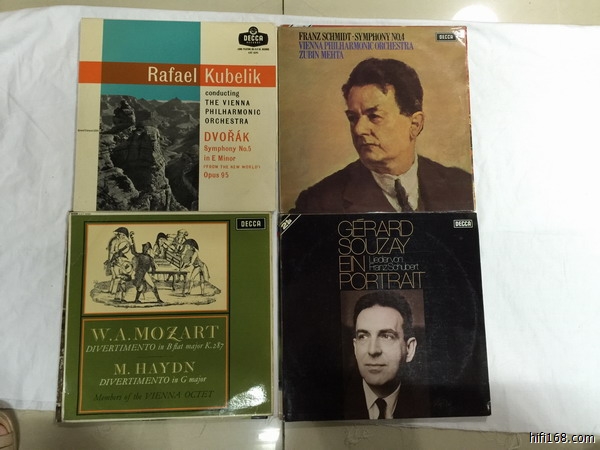 DECCA
Rafael Kubelik
conducting
THE VIENNA
PHILHARMONIC
ORCHESTRA
DVOŘÁK
Symphony No.5
in E Minor
(FROM THE NEW WORLD)
Opus 95
FRANZ SCHMIDT·SYMPHONY NO.4
VIENNA PHILHARMONIC ORCHESTRA
ZUBIN MEHTA
DECCA
DECCA
W.A. MOZART
DIVERTIMENTO in B flat major K.287
M. HAYDN
DIVERTIMENTO in G major
Members of the VIENNA OCTET
GÉRARD
SOUZAY
EIN
Lieder von
Franz Schubert
PORTRAIT
DECCA
hifi168.com